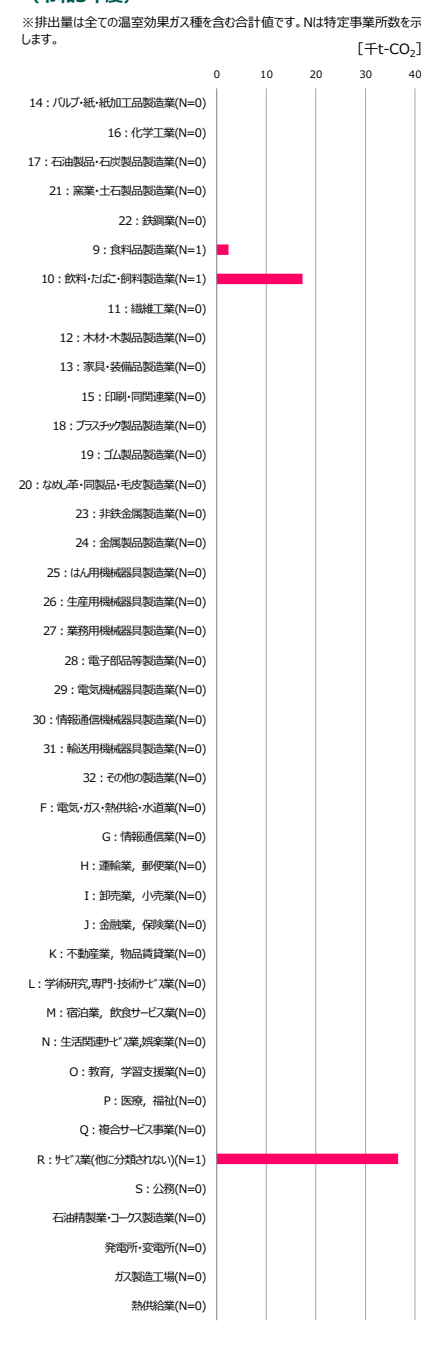 ※排出量は全ての温室効果ガス種を含む合計値です。Nは特定事業所数を示
します。
[千t-CO2]
0 10 20 30 40
14：パルプ・紙・紙加工品製造業(N=0)
16：化学工業(N=0)
17：石油製品・石炭製品製造業(N=0)
21：窯業・土石製品製造業(N=0)
22：鉄鋼業(N=0)
9：食料品製造業(N=1)
10：飲料・たばこ・飼料製造業(N=1)
11：繊維工業(N=0)
12：木材・木製品製造業(N=0)
13：家具・装備品製造業(N=0)
15：印刷・同関連業(N=0)
18：プラスチック製品製造業(N=0)
19：ゴム製品製造業(N=0)
20：なめし革・同製品・毛皮製造業(N=0)
23：非鉄金属製造業(N=0)
24：金属製品製造業(N=0)
25：はん用機械器具製造業(N=0)
26：生産用機械器具製造業(N=0)
27：業務用機械器具製造業(N=0)
28：電子部品等製造業(N=0)
29：電気機械器具製造業(N=0)
30：情報通信機械器具製造業(N=0)
31：輸送用機械器具製造業(N=0)
32：その他の製造業(N=0)
F：電気・ガス・熱供給・水道業(N=0)
G：情報通信業(N=0)
H：運輸業，郵便業(N=0)
I：卸売業，小売業(N=0)
J：金融業，保険業(N=0)
K：不動産業，物品賃貸業(N=0)
L：学術研究,専門・技術ｻｰﾋﾞｽ業(N=0)
M：宿泊業，飲食サービス業(N=0)
N：生活関連ｻｰﾋﾞｽ業,娯楽業(N=0)
O：教育，学習支援業(N=0)
P：医療，福祉(N=0)
Q：複合サービス事業(N=0)
R：ｻｰﾋﾞｽ業(他に分類されない)(N=1)
S：公務(N=0)
石油精製業・コークス製造業(N=0)
発電所・変電所(N=0)
ガス製造工場(N=0)
熱供給業(N=0)